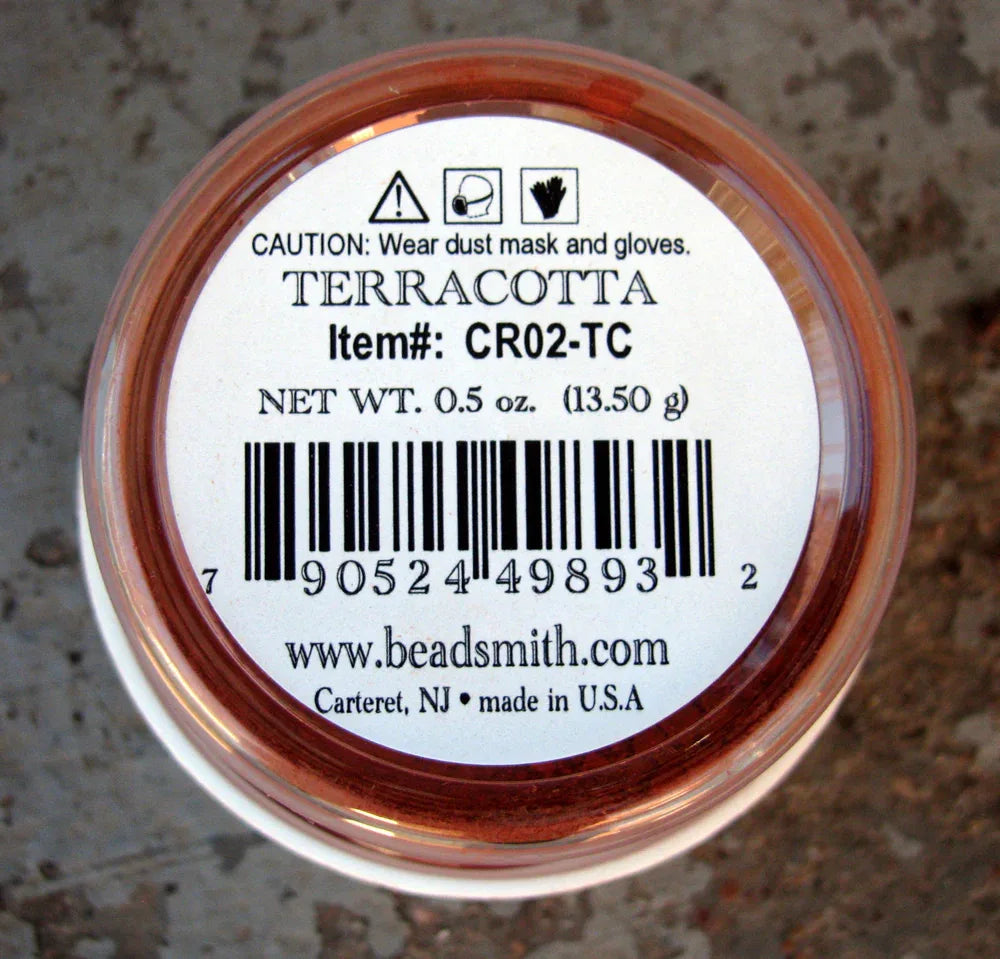 CAUTION: Wear dust mask and gloves.
TERRACOTTA
Item#: CR02-TC
NET WT. 0.5 oz. (13.50 g)
7 90524 49893 2
www.beadsmith.com
Carteret, NJ • made in U.S.A